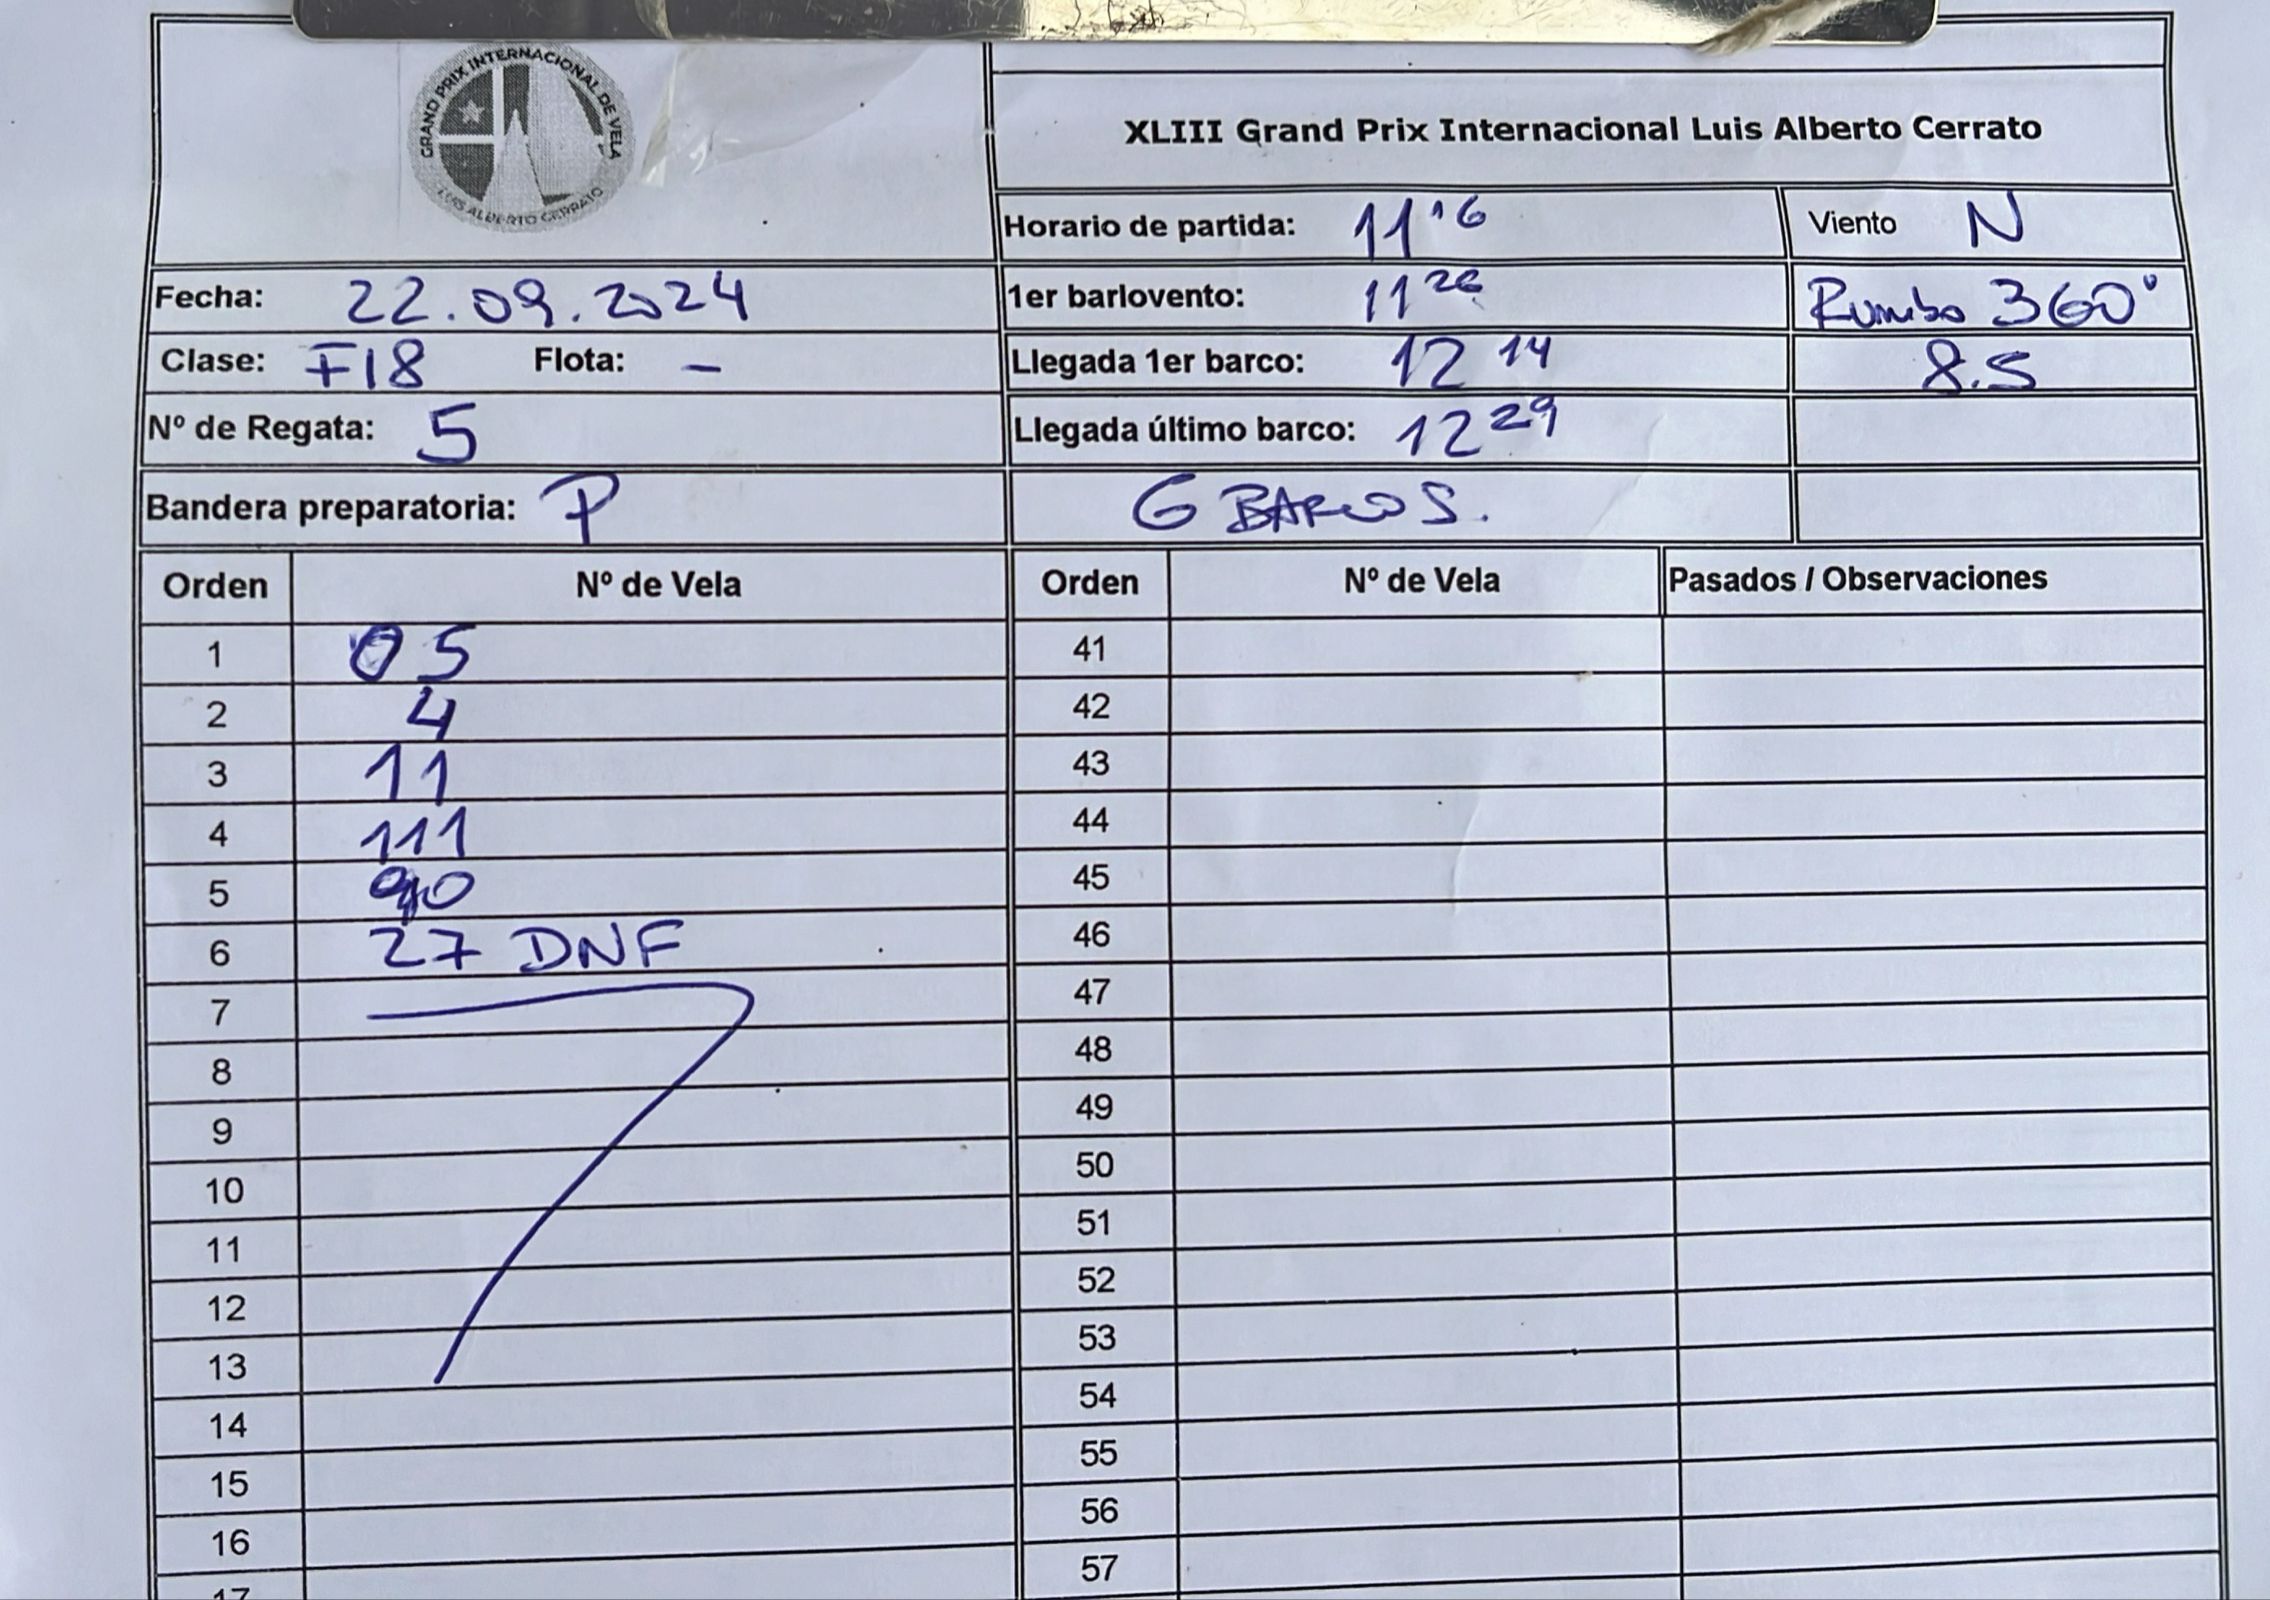 GRAND PRIX INTERNACIONAL DE VELA
LUIS ALBERTO CERRATO
XLIII Grand Prix Internacional Luis Alberto Cerrato
Horario de partida: 11 16 Viento N
Fecha: 22.09.2024 1er barlovento: 11 26 Rumbo 360°
Clase: F18 Flota: - Llegada 1er barco: 12 14 8.5
Nº de Regata: 5 Llegada último barco: 12 29
Bandera preparatoria: P 6 BARCOS.
Orden Nº de Vela Orden Nº de Vela Pasados / Observaciones
1 05 41
2 4 42
3 11 43
4 111 44
5 45
6 27 DNF 46
7 47
8 48
9 49
10 50
11 51
12 52
13 53
14 54
15 55
16 56
17 57